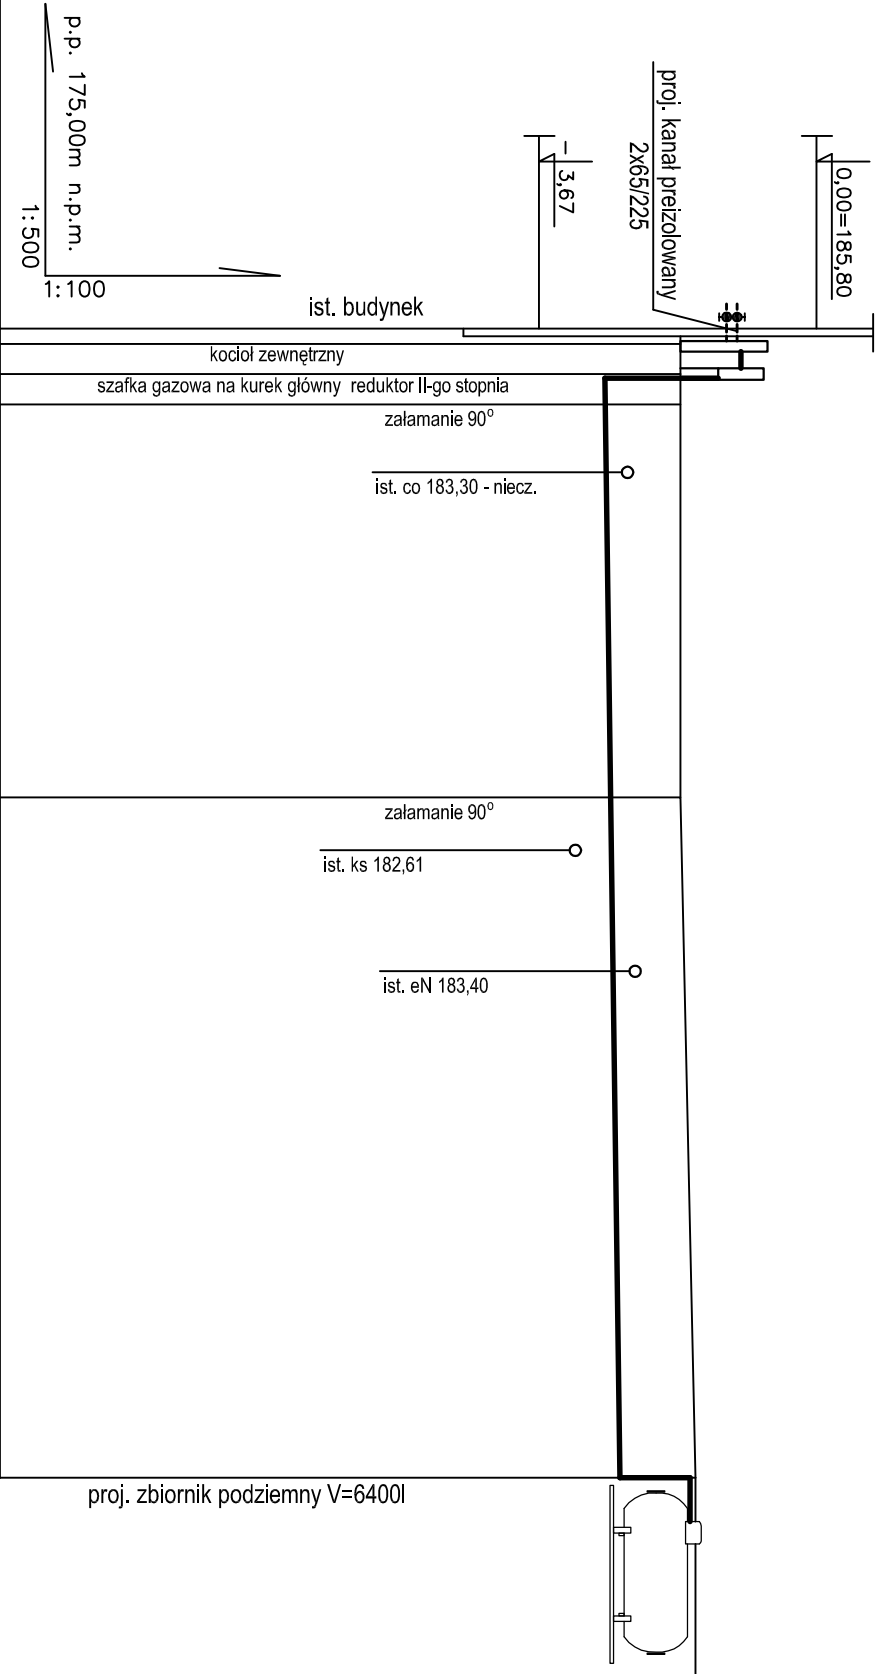 p.p. 175,00m n.p.m.
1:500
1:100
proj. kanał preizolowany
2x65/225
- 3,67
0,00=185,80
ist. budynek
kocioł zewnętrzny
szafka gazowa na kurek główny reduktor II-go stopnia
załamanie 90°
ist. co 183,30 - niecz.
załamanie 90°
ist. ks 182,61
ist. eN 183,40
proj. zbiornik podziemny V=6400l